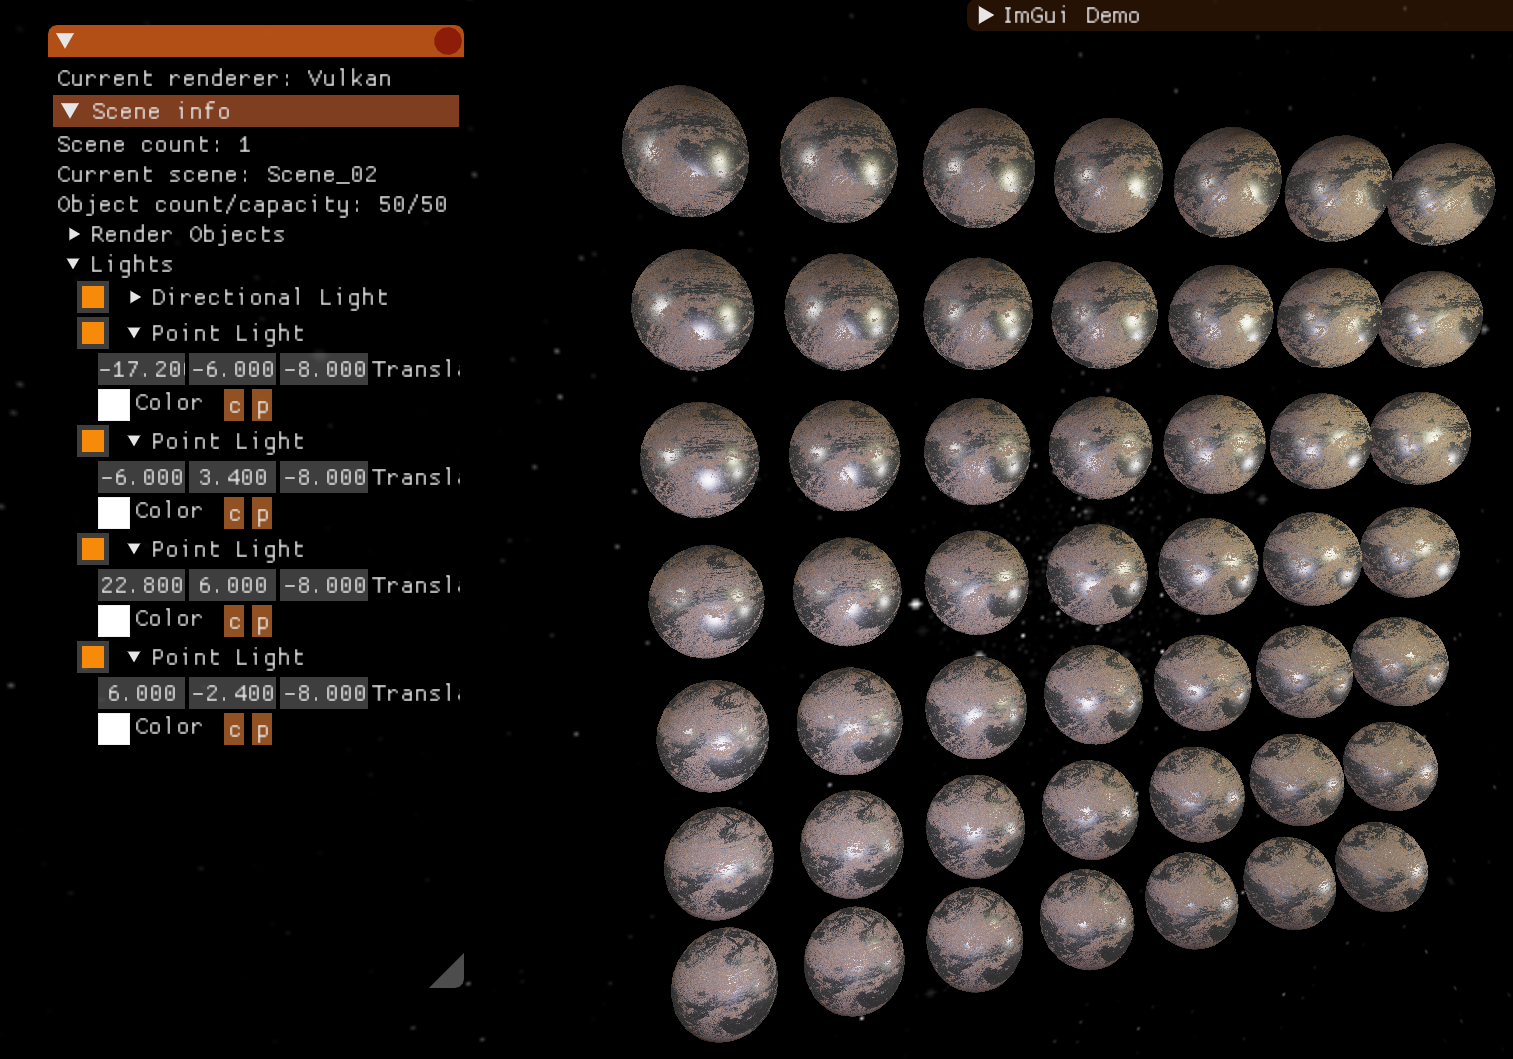 ImGui Demo
Current renderer: Vulkan
Scene info
Scene count: 1
Current scene: Scene_02
Object count/capacity: 50/50
Render Objects
Lights
Directional Light
Point Light
-17.20 -6.000 -8.000
Color c p
Point Light
-6.000 3.400 -8.000
Color c p
Point Light
22.800 6.000 -8.000
Color c p
Point Light
6.000 -2.400 -8.000
Color c p